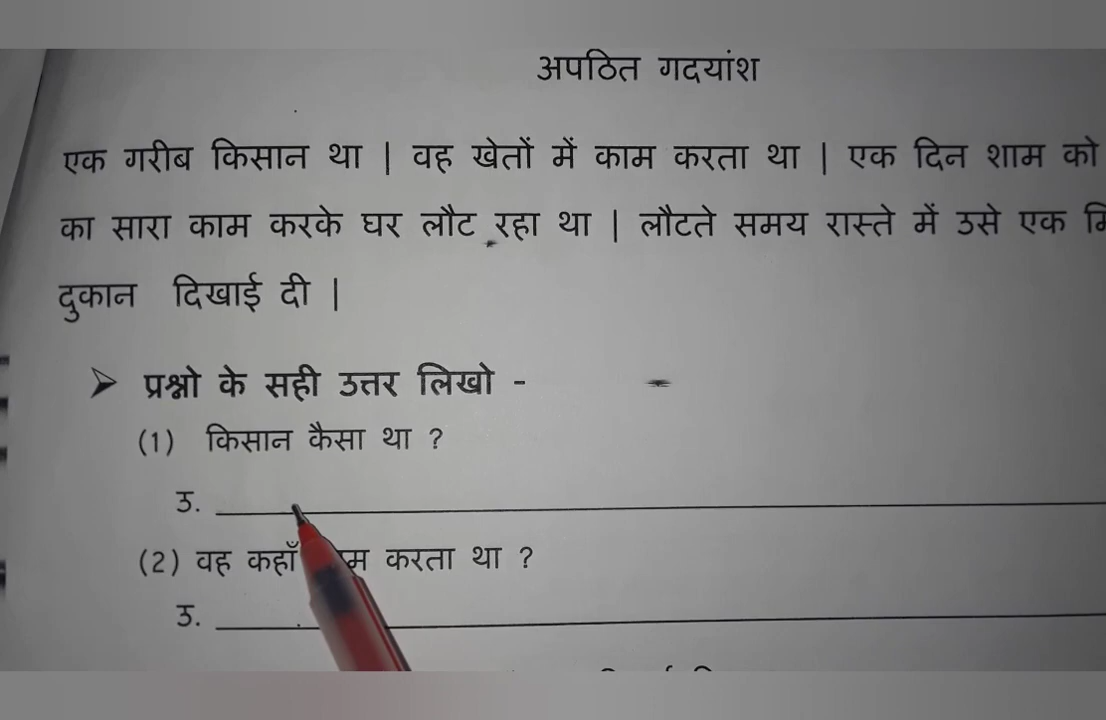 अपठित गदयांश
एक गरीब किसान था | वह खेतों में काम करता था | एक दिन शाम को
का सारा काम करके घर लौट रहा था | लौटते समय रास्ते में उसे एक
दुकान दिखाई दी |
➢ प्रश्नो के सही उत्तर लिखो -
(1) किसान कैसा था ?
उ.
(2) वह कहाँ करता था ?
उ.